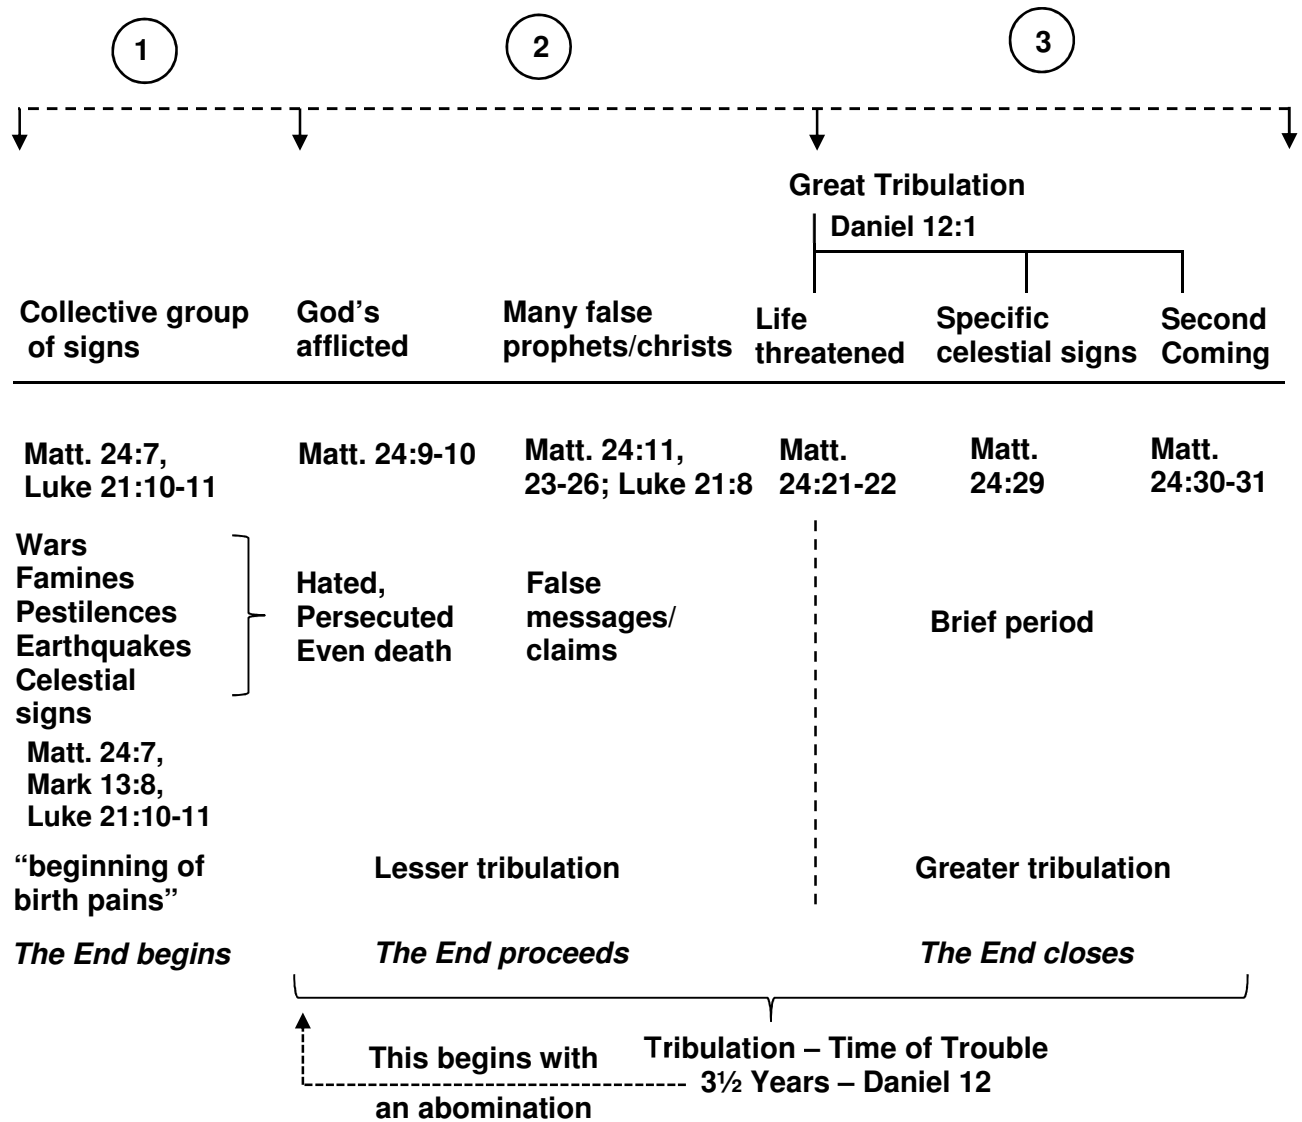 1
2
3
Great Tribulation
Daniel 12:1
Collective group
of signs
God’s
afflicted
Many false
prophets/christs
Life
threatened
Specific
celestial signs
Second
Coming
Matt. 24:7,
Luke 21:10-11
Matt. 24:9-10
Matt. 24:11,
23-26; Luke 21:8
Matt.
24:21-22
Matt.
24:29
Matt.
24:30-31
Wars
Famines
Pestilences
Earthquakes
Celestial
signs
Matt. 24:7,
Mark 13:8,
Luke 21:10-11
Hated,
Persecuted
Even death
False
messages/
claims
Brief period
“beginning of
birth pains”
Lesser tribulation
Greater tribulation
The End begins
The End proceeds
The End closes
This begins with
an abomination
Tribulation – Time of Trouble
3½ Years – Daniel 12